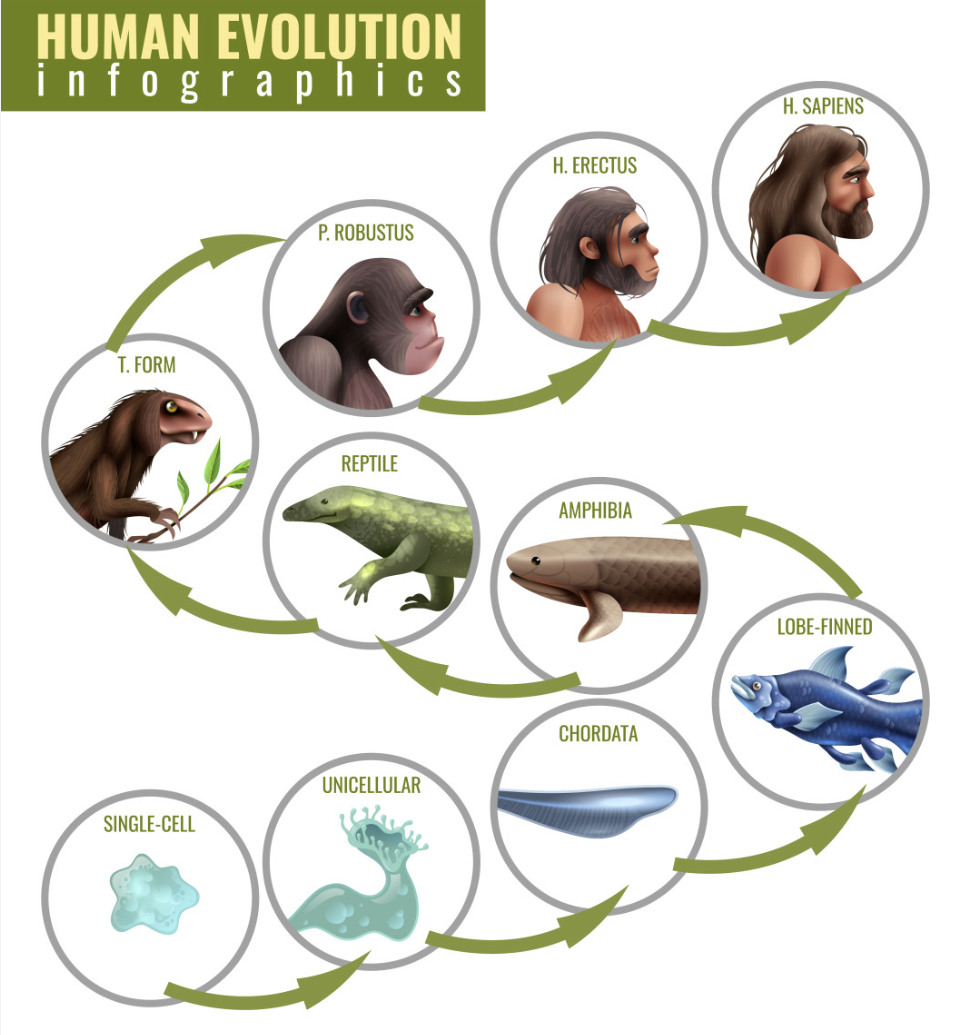 HUMAN EVOLUTION
infographics
H. SAPIENS
H. ERECTUS
P. ROBUSTUS
T. FORM
REPTILE
AMPHIBIA
LOBE-FINNED
CHORDATA
UNICELLULAR
SINGLE-CELL